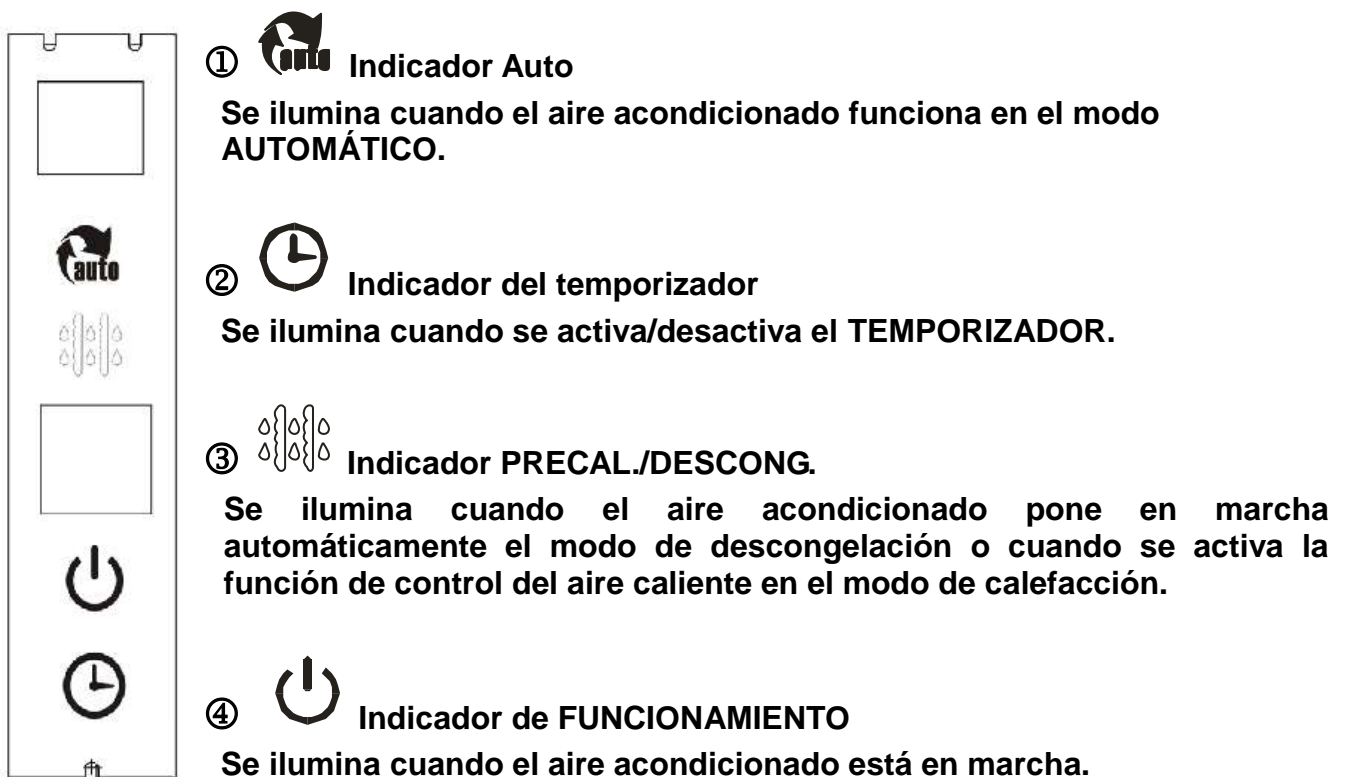 ① auto Indicador Auto
Se ilumina cuando el aire acondicionado funciona en el modo
AUTOMÁTICO.
auto
② Indicador del temporizador
Se ilumina cuando se activa/desactiva el TEMPORIZADOR.
③ Indicador PRECAL./DESCONG.
Se ilumina cuando el aire acondicionado pone en marcha
automáticamente el modo de descongelación o cuando se activa la
función de control del aire caliente en el modo de calefacción.
④ Indicador de FUNCIONAMIENTO
Se ilumina cuando el aire acondicionado está en marcha.